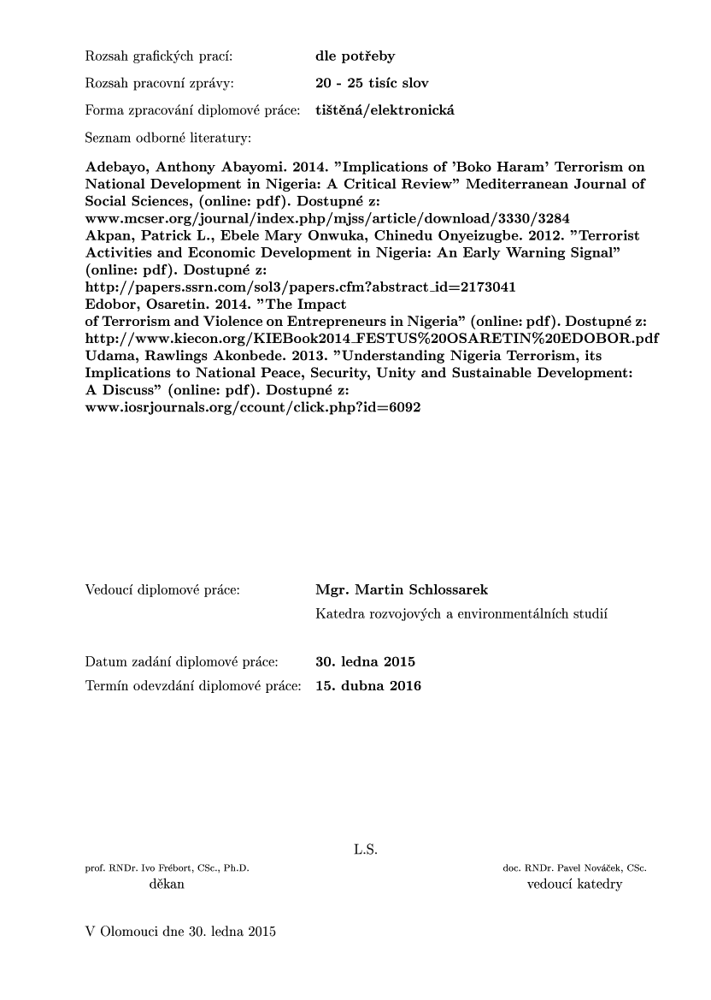 Rozsah grafických prací: dle potřeby
Rozsah pracovní zprávy: 20 - 25 tisíc slov
Forma zpracování diplomové práce: tištěná/elektronická
Seznam odborné literatury:
Adebayo, Anthony Abayomi. 2014. ”Implications of ’Boko Haram’ Terrorism on
National Development in Nigeria: A Critical Review” Mediterranean Journal of
Social Sciences, (online: pdf). Dostupné z:
www.mcser.org/journal/index.php/mjss/article/download/3330/3284
Akpan, Patrick L., Ebele Mary Onwuka, Chinedu Onyeizugbe. 2012. ”Terrorist
Activities and Economic Development in Nigeria: An Early Warning Signal”
(online: pdf). Dostupné z:
http://papers.ssrn.com/sol3/papers.cfm?abstract_id=2173041
Edobor, Osaretin. 2014. ”The Impact
of Terrorism and Violence on Entrepreneurs in Nigeria” (online: pdf). Dostupné z:
http://www.kiecon.org/KIEBook2014_FESTUS%20OSARETIN%20EDOBOR.pdf
Udama, Rawlings Akonbede. 2013. ”Understanding Nigeria Terrorism, its
Implications to National Peace, Security, Unity and Sustainable Development:
A Discuss” (online: pdf). Dostupné z:
www.iosrjournals.org/ccount/click.php?id=6092
Vedoucí diplomové práce: Mgr. Martin Schlossarek
Katedra rozvojových a environmentálních studií
Datum zadání diplomové práce: 30. ledna 2015
Termín odevzdání diplomové práce: 15. dubna 2016
L.S.
prof. RNDr. Ivo Frébort, CSc., Ph.D. doc. RNDr. Pavel Nováček, CSc.
děkan vedoucí katedry
V Olomouci dne 30. ledna 2015